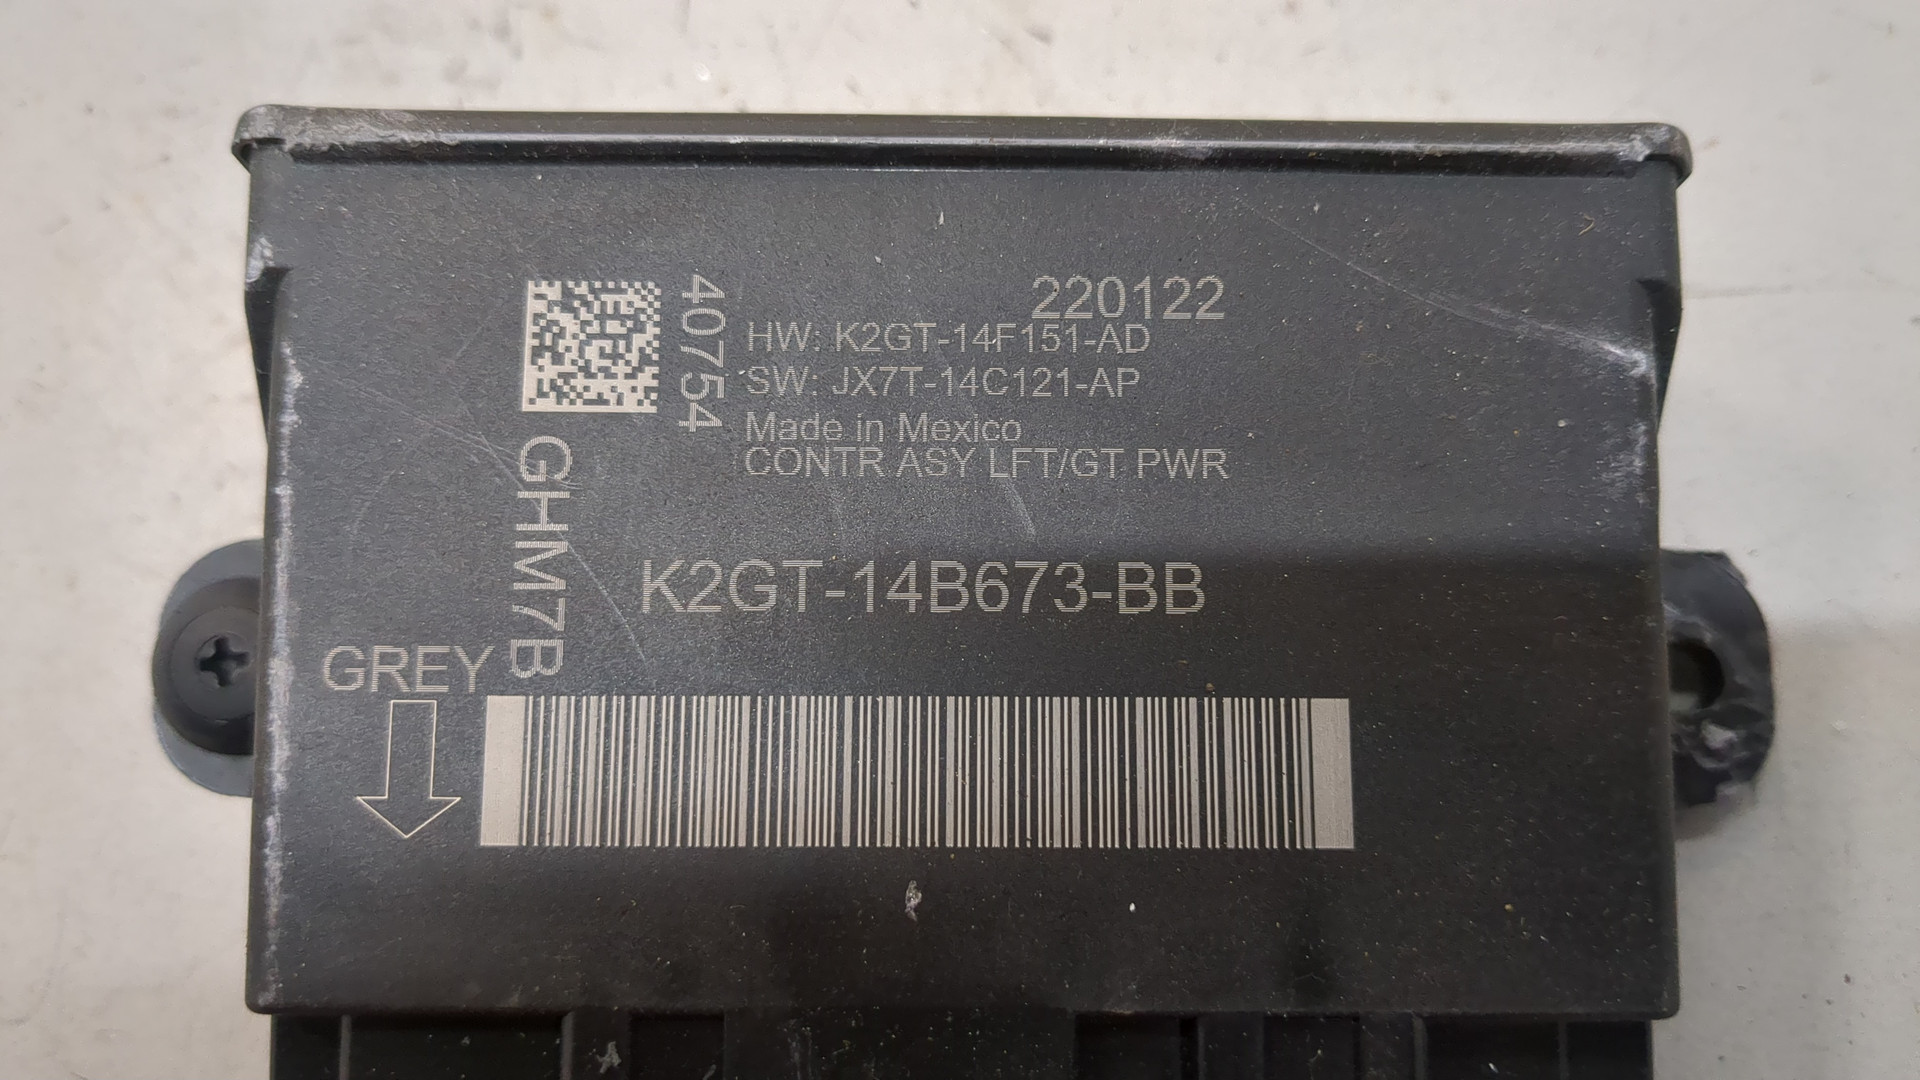 220122
HW: K2GT-14F151-AD
SW: JX7T-14C121-AP
Made in Mexico
CONTR ASY LFT/GT PWR
40754
GHM7B
K2GT-14B673-BB
GREY